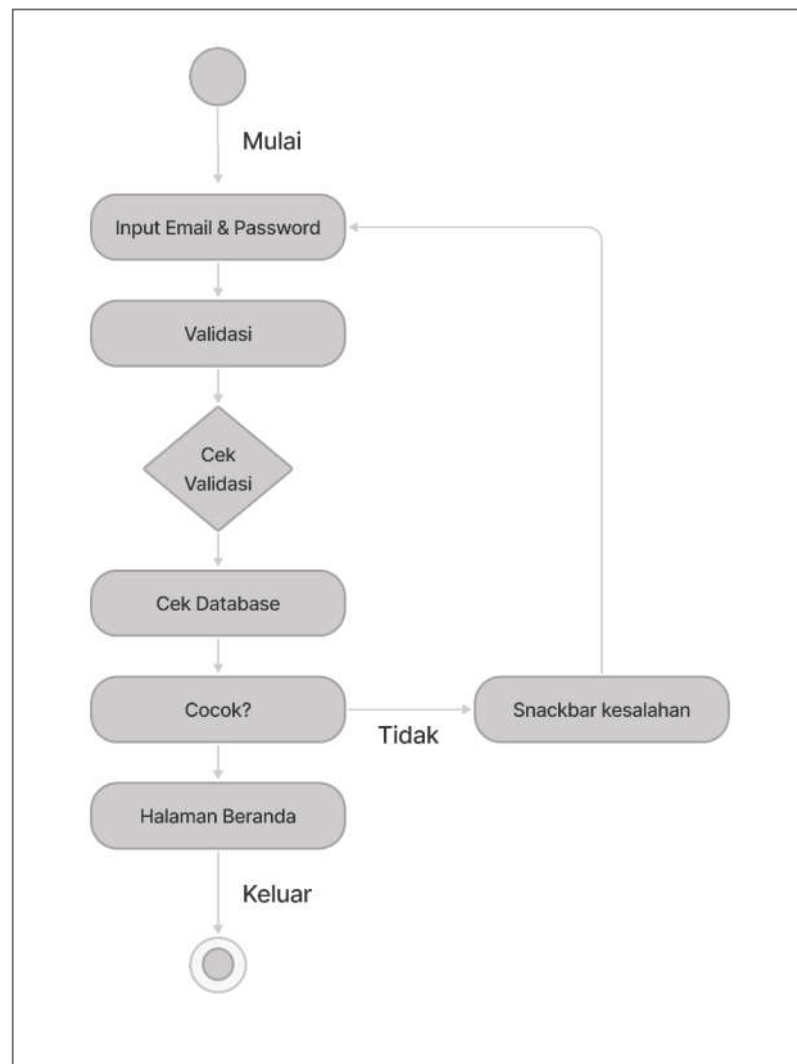 Mulai
Input Email & Password
Validasi
Cek
Validasi
Cek Database
Cocok?
Tidak
Snackbar kesalahan
Halaman Beranda
Keluar